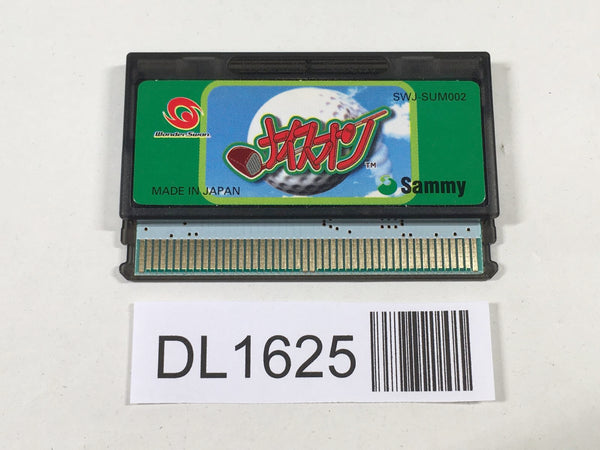 SWJ-SUM002
WonderSwan
ナイスオン
TM
MADE IN JAPAN
Sammy
DL1625